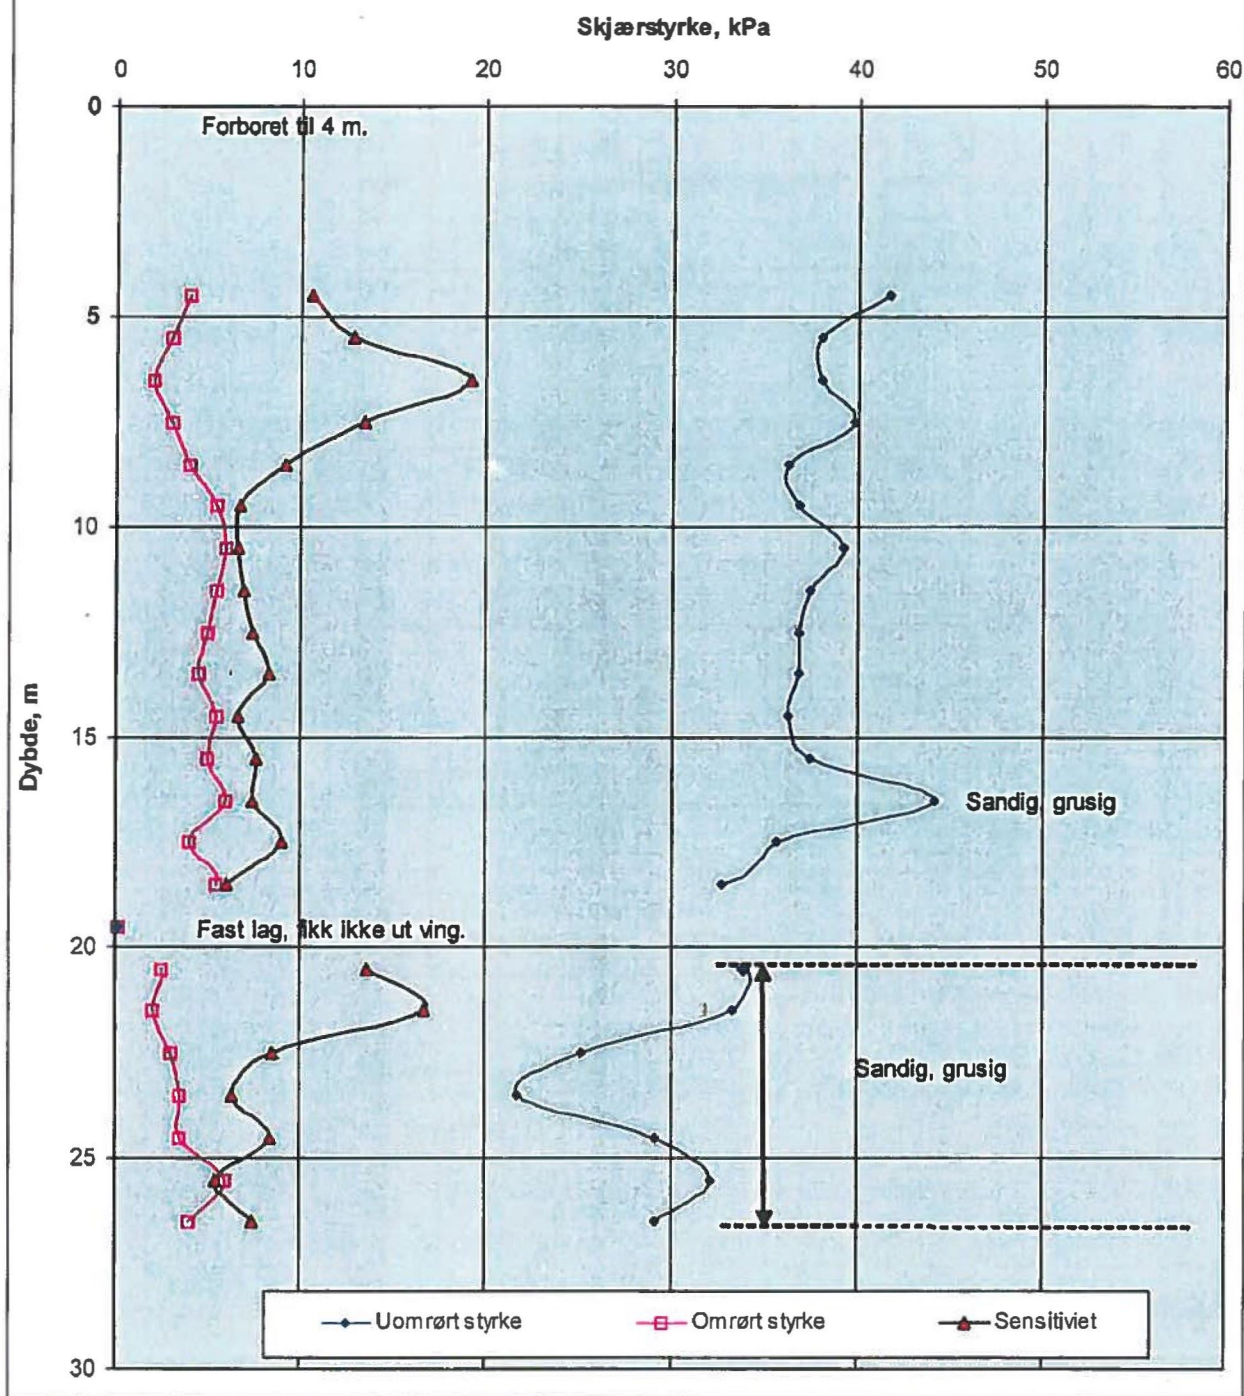 Skjærstyrke, kPa
0 10 20 30 40 50 60
0
Forboret til 4 m.
5
10
Dybde, m
15
Sandig, grusig
Fast lag, fikk ikke ut ving.
20
Sandig, grusig
25
Uomrørt styrke Omrørt styrke Sensitiviet
30